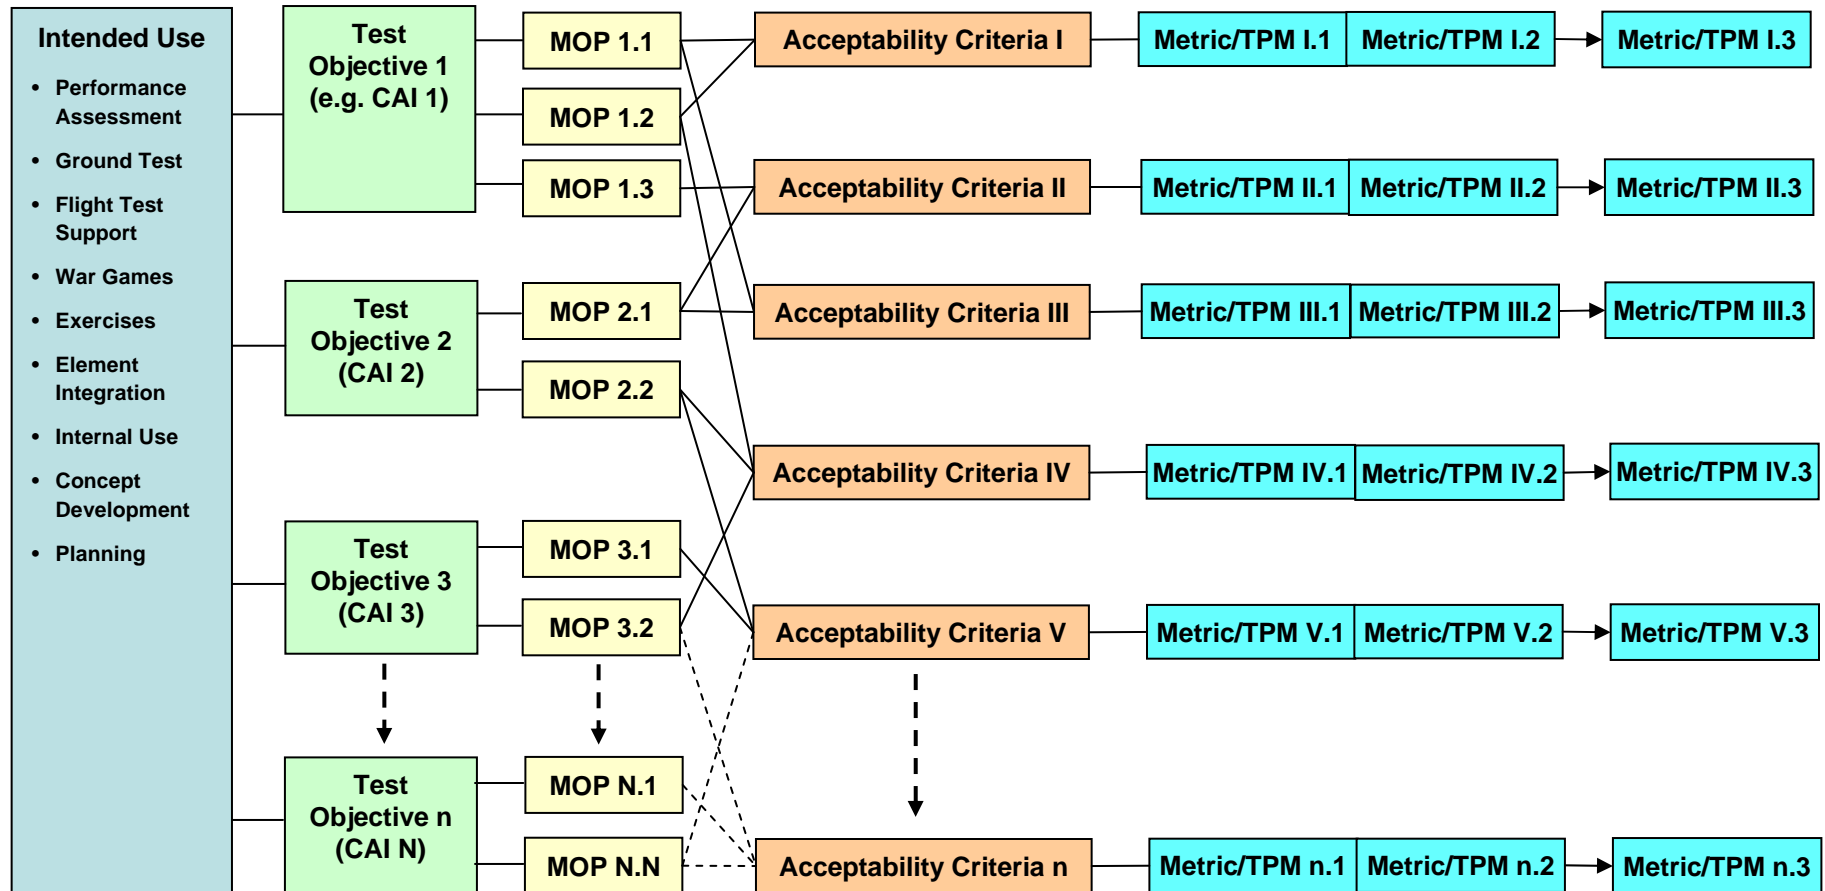 Intended Use
• Performance
Assessment
• Ground Test
• Flight Test
Support
• War Games
• Exercises
• Element
Integration
• Internal Use
• Concept
Development
• Planning
Test
Objective 1
(e.g. CAI 1)
Test
Objective 2
(CAI 2)
Test
Objective 3
(CAI 3)
Test
Objective n
(CAI N)
MOP 1.1
MOP 1.2
MOP 1.3
MOP 2.1
MOP 2.2
MOP 3.1
MOP 3.2
MOP N.1
MOP N.N
Acceptability Criteria I
Acceptability Criteria II
Acceptability Criteria III
Acceptability Criteria IV
Acceptability Criteria V
Acceptability Criteria n
Metric/TPM I.1
Metric/TPM I.2
Metric/TPM I.3
Metric/TPM II.1
Metric/TPM II.2
Metric/TPM II.3
Metric/TPM III.1
Metric/TPM III.2
Metric/TPM III.3
Metric/TPM IV.1
Metric/TPM IV.2
Metric/TPM IV.3
Metric/TPM V.1
Metric/TPM V.2
Metric/TPM V.3
Metric/TPM n.1
Metric/TPM n.2
Metric/TPM n.3